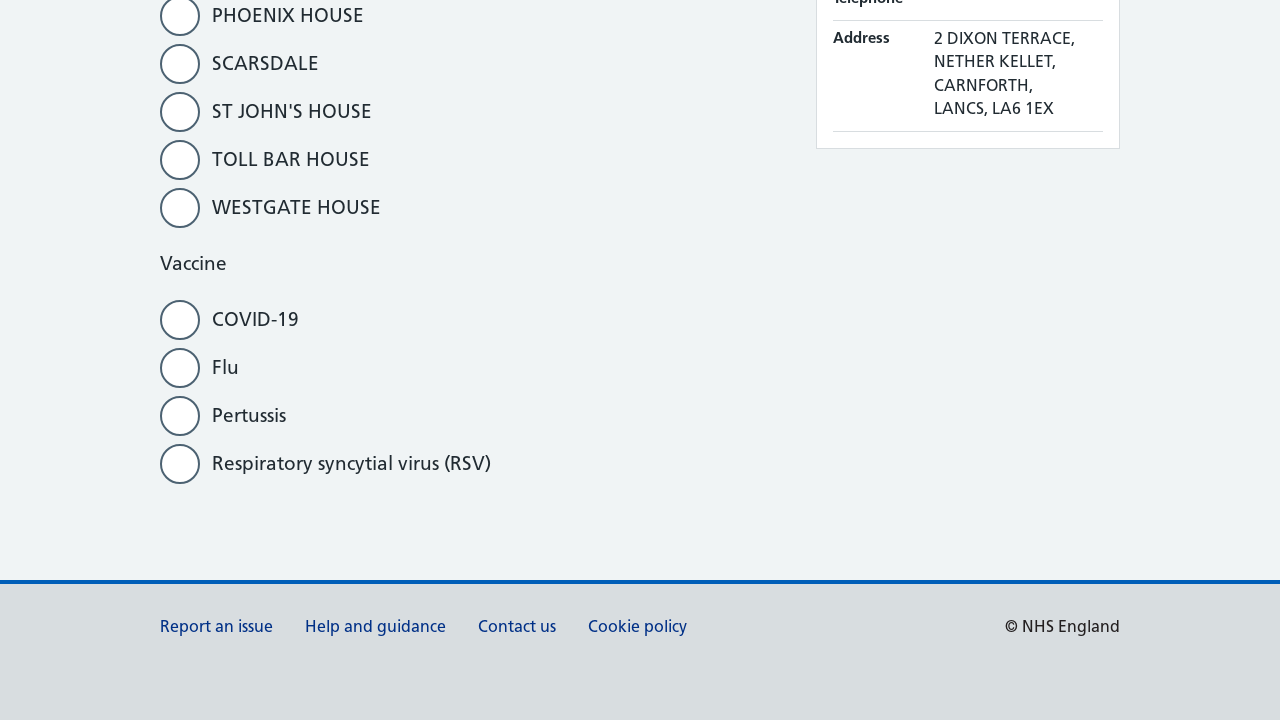 PHOENIX HOUSE
SCARSDALE
ST JOHN'S HOUSE
TOLL BAR HOUSE
WESTGATE HOUSE
Vaccine
COVID-19
Flu
Pertussis
Respiratory syncytial virus (RSV)
Telephone
Address
2 DIXON TERRACE,
NETHER KELLET,
CARNFORTH,
LANCS, LA6 1EX
Report an issue
Help and guidance
Contact us
Cookie policy
© NHS England